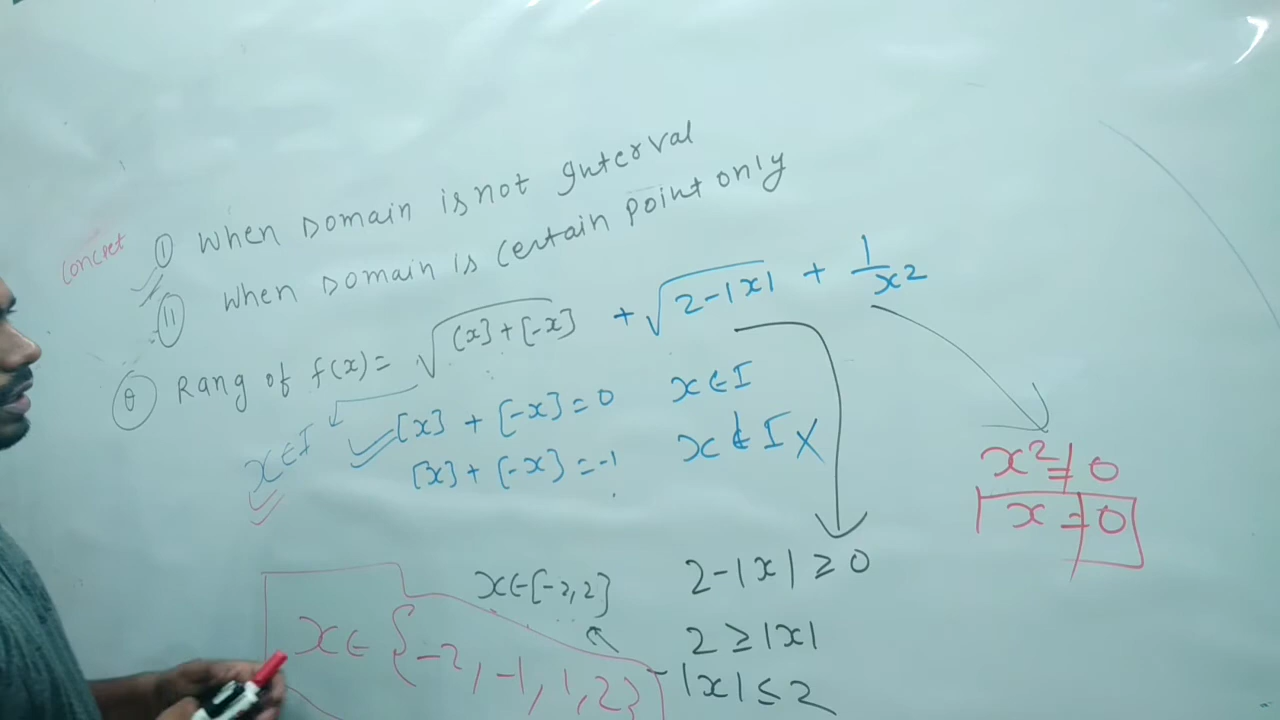 concret
① When Domain is not interval
② When Domain is certain point only
Q Rang of f(x) = √([x] + [-x]) + √(2-|x|) + 1/x2
x∈I [x] + [-x] = 0 x∈I
[x] + [-x] = -1 x∉I X
x2 ≠ 0
x ≠ 0
2-|x| ≥ 0
x∈[-2,2]
2 ≥ |x|
|x| ≤ 2
x∈ {-2, -1, 1, 2}